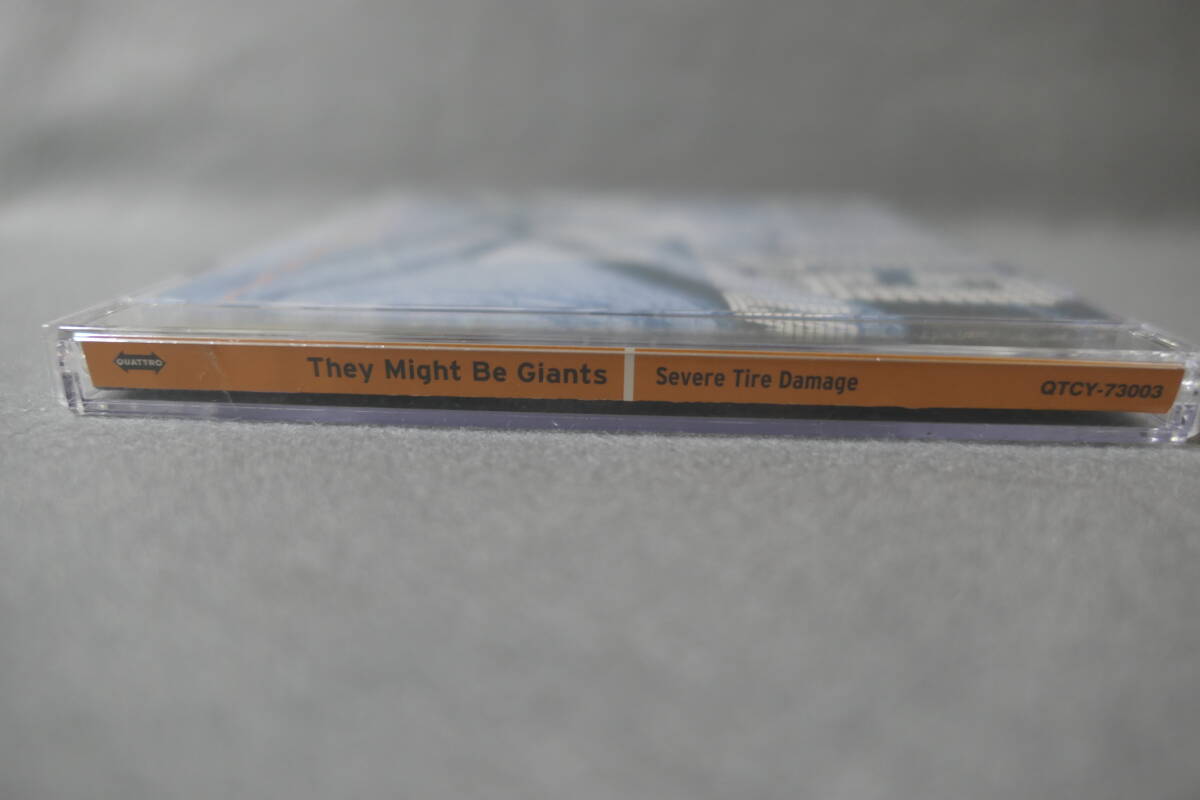 QUATTRO They Might Be Giants Severe Tire Damage QTCY-73003